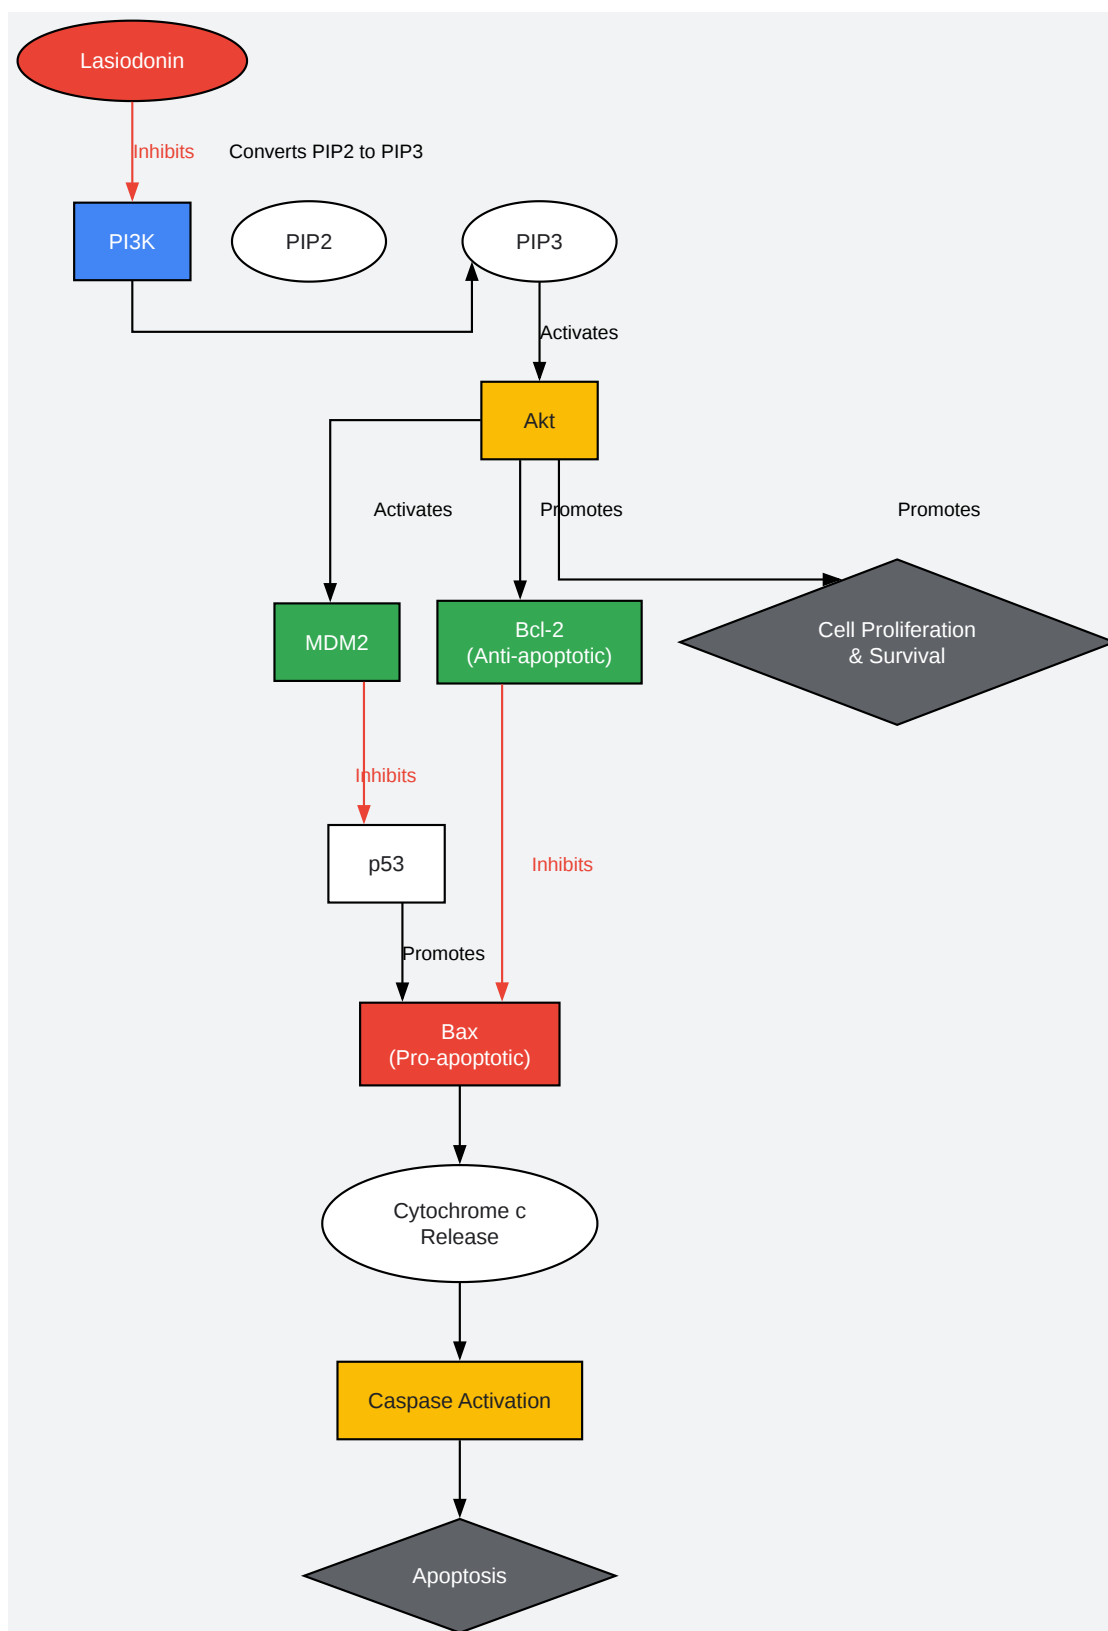 Lasiodonin
Inhibits
Converts PIP2 to PIP3
PI3K
PIP2
PIP3
Activates
Akt
Activates
Promotes
Promotes
MDM2
Bcl-2
(Anti-apoptotic)
Cell Proliferation
& Survival
Inhibits
p53
Inhibits
Promotes
Bax
(Pro-apoptotic)
Cytochrome c
Release
Caspase Activation
Apoptosis